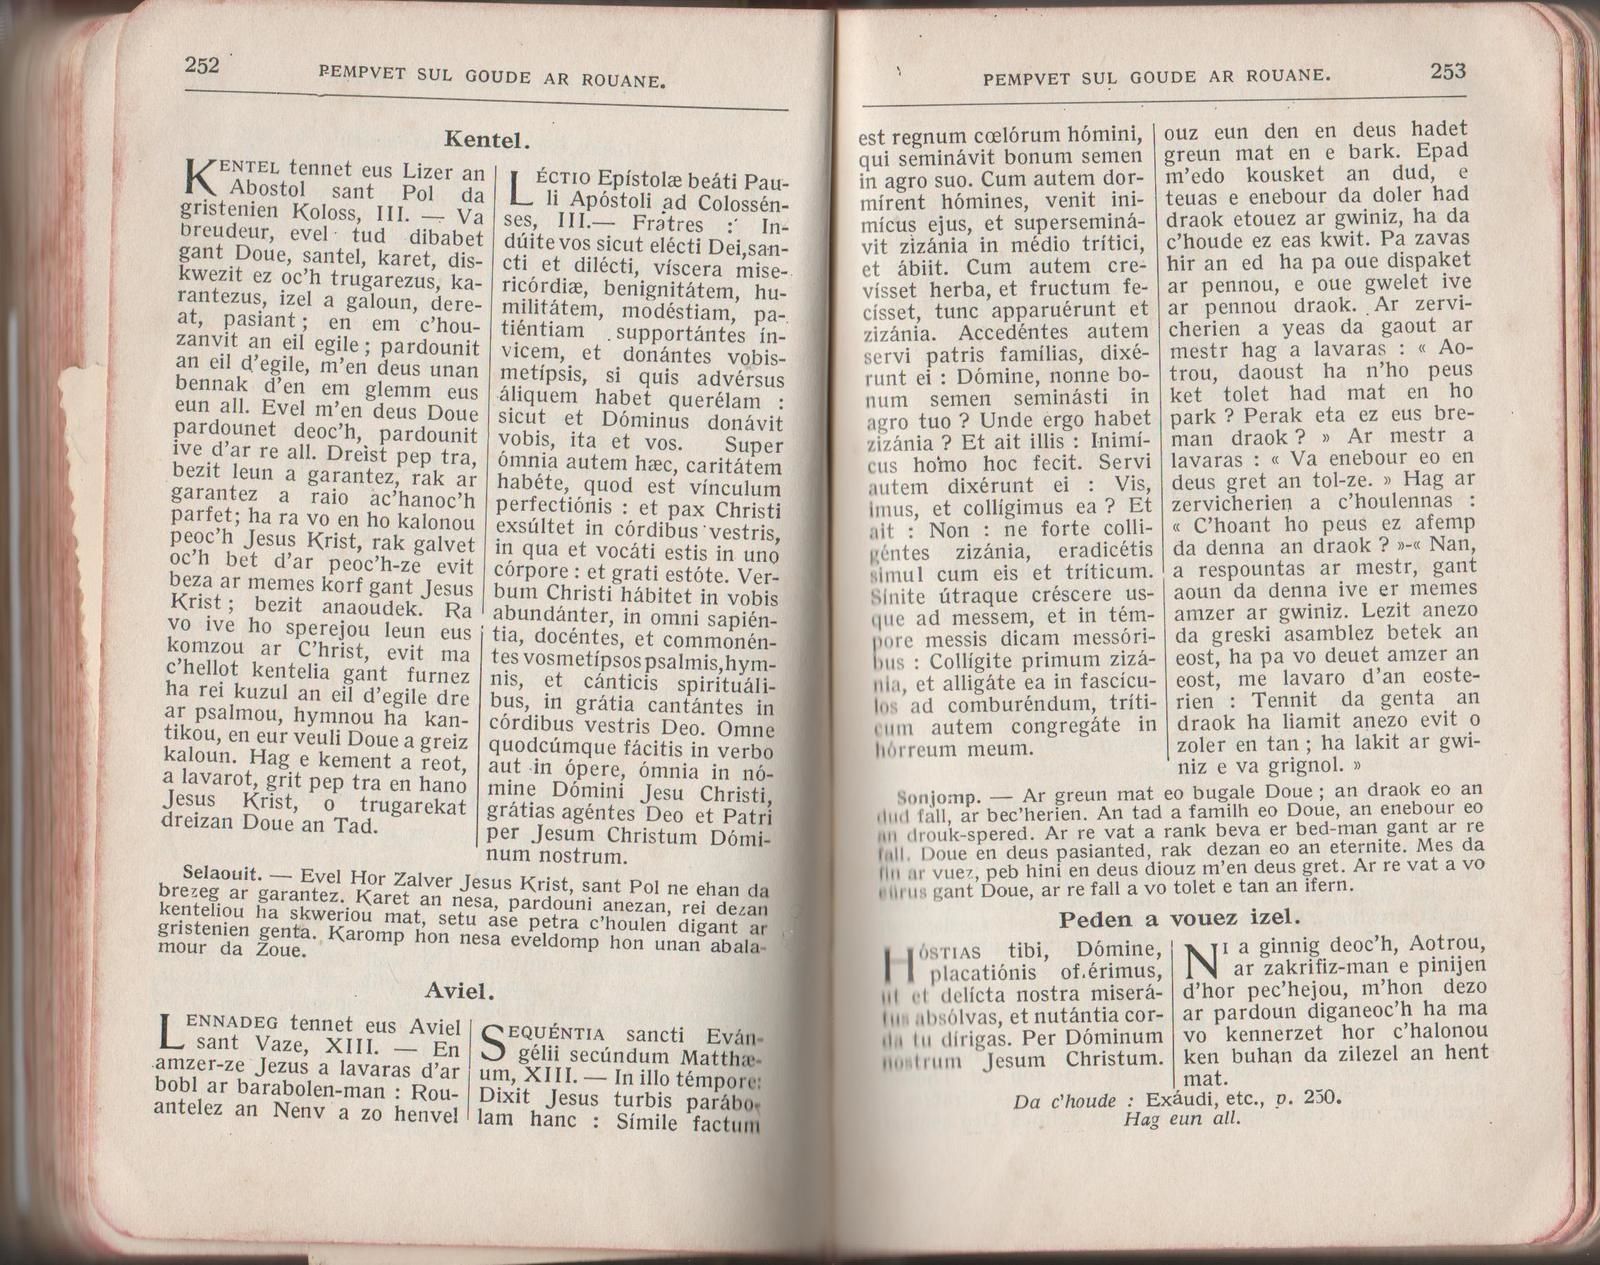 252
PEMPVET SUL GOUDE AR ROUANE.
Kentel.
KENTEL tennet eus Lizer an
Abostol sant Pol da
gristenien Koloss, III. — Va
breudeur, evel tud dibabet
gant Doue, santel, karet, dis-
kwezit ez oc'h trugarezus, ka-
rantezus, izel a galoun, dere-
at, pasiant ; en em c'hou-
zanvit an eil egile ; pardounit
an eil d'egile, m'en deus unan
bennak d'en em glemm eus
eun all. Evel m'en deus Doue
pardounet deoc'h, pardounit
ive d'ar re all. Dreist pep tra,
bezit leun a garantez, rak ar
garantez a raio ac'hanoc'h
parfet; ha ra vo en ho kalonou
peoc'h Jesus Krist, rak galvet
oc'h bet d'ar peoc'h-ze evit
beza ar memes korf gant Jesus
Krist ; bezit anaoudek. Ra
vo ive ho sperejou leun eus
komzou ar C'hrist, evit ma
c'hellot kentelia gant furnez
ha rei kuzul an eil d'egile dre
ar psalmou, hymnou ha kan-
tikou, en eur veuli Doue a greiz
kaloun. Hag e kement a reot,
a lavarot, grit pep tra en hano
Jesus Krist, o trugarekat
dreizan Doue an Tad.
LÉCTIO Epístolæ beáti Pau-
li Apóstoli ad Colossén-
ses, III.— Fratres : In-
dúite vos sicut elécti Dei,san-
cti et dilécti, víscera mise-
ricórdiæ, benignitátem, hu-
militátem, modéstiam, pa-
tiéntiam supportántes ín-
vicem, et donántes vobis-
metípsis, si quis advérsus
áliquem habet querélam :
sicut et Dóminus donávit
vobis, ita et vos. Super
ómnia autem hæc, caritátem
habéte, quod est vínculum
perfectiónis : et pax Christi
exsúltet in córdibus vestris,
in qua et vocáti estis in uno
córpore : et grati estóte. Ver-
bum Christi hábitet in vobis
abundánter, in omni sapién-
tia, docéntes, et commonén-
tes vosmetípsos psalmis, hym-
nis, et cánticis spirituáli-
bus, in grátia cantántes in
córdibus vestris Deo. Omne
quodcúmque fácitis in verbo
aut in ópere, ómnia in nó-
mine Dómini Jesu Christi,
grátias agéntes Deo et Patri
per Jesum Christum Dómi-
num nostrum.
Selaouit. — Evel Hor Zalver Jesus Krist, sant Pol ne ehan da
brezeg ar garantez. Karet an nesa, pardouni anezan, rei dezan
kenteliou ha skweriou mat, setu ase petra c'houlen digant ar
gristenien genta. Karomp hon nesa eveldomp hon unan abala-
mour da Zoue.
Aviel.
LENNADEG tennet eus Aviel
sant Vaze, XIII. — En
amzer-ze Jezus a lavaras d'ar
bobl ar barabolen-man : Rou-
antelez an Nenv a zo henvel
SEQUÉNTIA sancti Eván-
gélii secúndum Matthæ-
um, XIII. — In illo témpore:
Dixit Jesus turbis parábo-
lam hanc : Símile factum
PEMPVET SUL GOUDE AR ROUANE.
253
est regnum cœlórum hómini,
qui seminávit bonum semen
in agro suo. Cum autem dor-
mírent hómines, venit ini-
mícus ejus, et superseminá-
vit zizánia in médio trítici,
et ábiit. Cum autem cre-
vísset herba, et fructum fe-
císset, tunc apparuérunt et
zizánia. Accedéntes autem
servi patris famílias, dixé-
runt ei : Dómine, nonne bo-
num semen seminásti in
agro tuo ? Unde ergo habet
zizánia ? Et ait illis : Inimí-
cus homo hoc fecit. Servi
autem dixérunt ei : Vis,
imus, et collígimus ea ? Et
ait : Non : ne forte colli-
géntes zizánia, eradicétis
simul cum eis et tríticum.
Sínite útraque créscere us-
que ad messem, et in tém-
pore messis dicam messóri-
bus : Collígite primum zizá-
nia, et alligáte ea in fascícu-
los ad comburéndum, tríti-
cum autem congregáte in
hórreum meum.
ouz eun den en deus hadet
greun mat en e bark. Epad
m'edo kousket an dud, e
teuas e enebour da doler had
draok etouez ar gwiniz, ha da
c'houde ez eas kwit. Pa zavas
hir an ed ha pa oue dispaket
ar pennou, e oue gwelet ive
ar pennou draok. Ar zervi-
cherien a yeas da gaout ar
mestr hag a lavaras : « Ao-
trou, daoust ha n'ho peus
ket tolet had mat en ho
park ? Perak eta ez eus bre-
man draok ? » Ar mestr a
lavaras : « Va enebour eo en
deus gret an tol-ze. » Hag ar
zervicherien a c'houlennas :
« C'hoant ho peus ez afemp
da denna an draok ? »-« Nan,
a respountas ar mestr, gant
aoun da denna ive er memes
amzer ar gwiniz. Lezit anezo
da greski asamblez betek an
eost, ha pa vo deuet amzer an
eost, me lavaro d'an eoste-
rien : Tennit da genta an
draok ha liamit anezo evit o
zoler en tan ; ha lakit ar gwi-
niz e va grignol. »
Sonjomp. — Ar greun mat eo bugale Doue ; an draok eo an
dud fall, ar bec'herien. An tad a familh eo Doue, an enebour eo
an drouk-spered. Ar re vat a rank beva er bed-man gant ar re
fall. Doue en deus pasianted, rak dezan eo an eternite. Mes da
fin ar vuez, peb hini en deus diouz m'en deus gret. Ar re vat a vo
eürus gant Doue, ar re fall a vo tolet e tan an ifern.
Peden a vouez izel.
HÓSTIAS tibi, Dómine,
placatiónis of.érimus,
ut et delícta nostra miserá-
tus absólvas, et nutántia cor-
da tu dírigas. Per Dóminum
nostrum Jesum Christum.
NI a ginnig deoc'h, Aotrou,
ar zakrifiz-man e pinijen
d'hor pec'hejou, m'hon dezo
ar pardoun diganeoc'h ha ma
vo kennerzet hor c'halonou
ken buhan da zilezel an hent
mat.
Da c'houde : Exáudi, etc., p. 250.
Hag eun all.